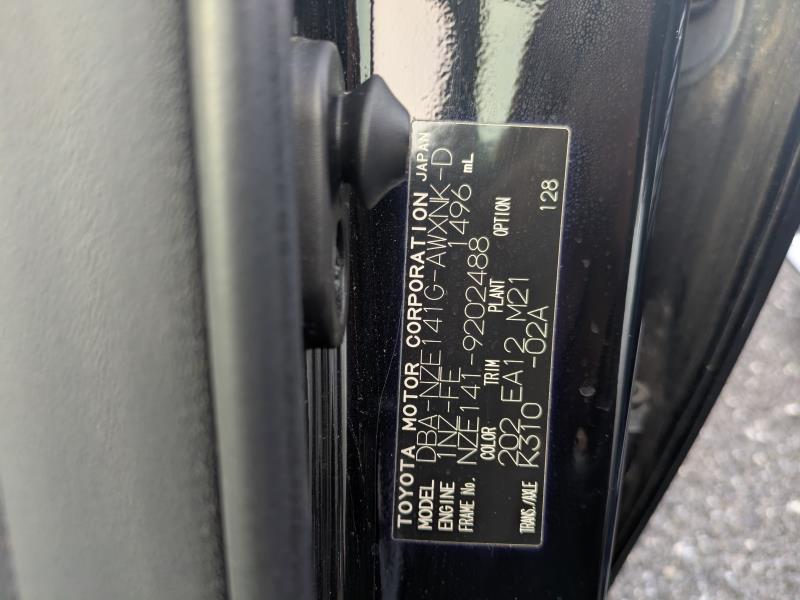 TOYOTA MOTOR CORPORATION JAPAN
MODEL DBA-NZE141G-AWXNK-D
ENGINE 1NZ-FE 1496 mL
FRAME No. NZE141-9202488
COLOR TRIM PLANT OPTION
202 EA12 M21
TRANS./AXLE K310 -02A 128